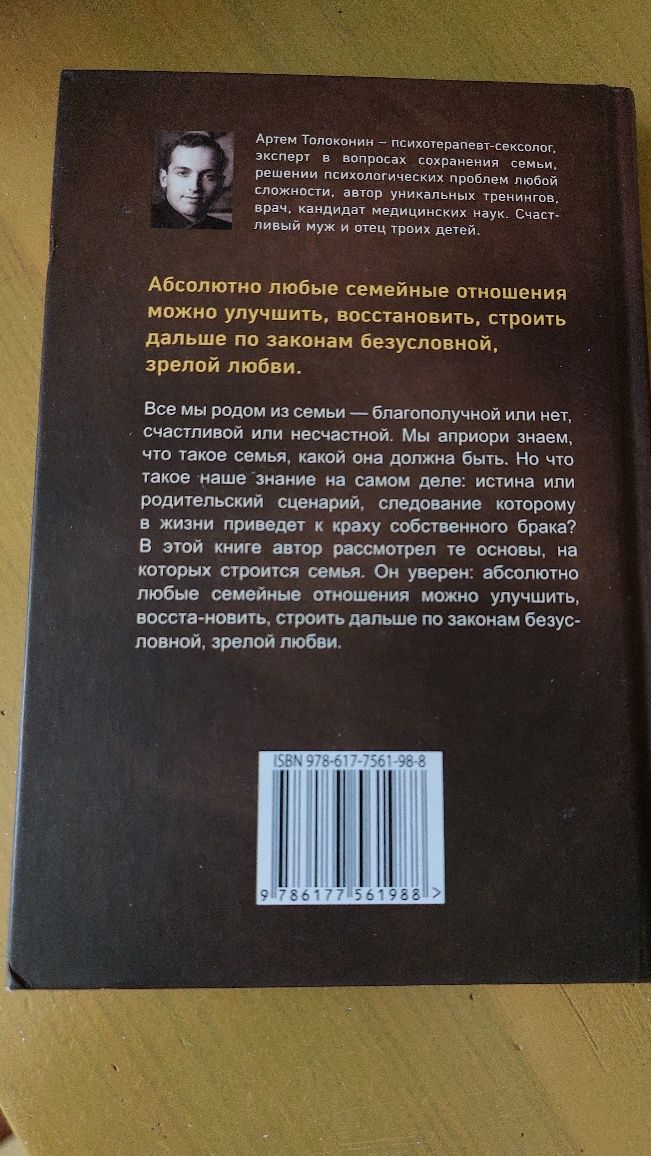 Артем Толоконин – психотерапевт-сексолог,
эксперт в вопросах сохранения семьи,
решении психологических проблем любой
сложности, автор уникальных тренингов,
врач, кандидат медицинских наук. Счаст-
ливый муж и отец троих детей.
Абсолютно любые семейные отношения
можно улучшить, восстановить, строить
дальше по законам безусловной,
зрелой любви.
Все мы родом из семьи — благополучной или нет,
счастливой или несчастной. Мы априори знаем,
что такое семья, какой она должна быть. Но что
такое наше знание на самом деле: истина или
родительский сценарий, следование которому
в жизни приведет к краху собственного брака?
В этой книге автор рассмотрел те основы, на
которых строится семья. Он уверен: абсолютно
любые семейные отношения можно улучшить,
восста-новить, строить дальше по законам безус-
ловной, зрелой любви.
ISBN 978-617-7561-98-8
9 786177 561988 >